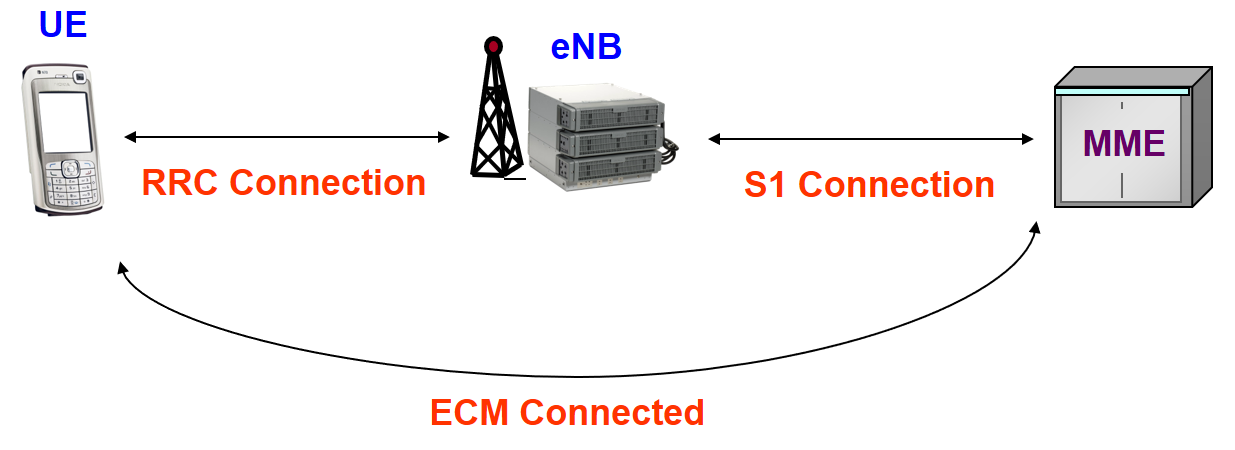 UE
eNB
MME
RRC Connection
S1 Connection
ECM Connected